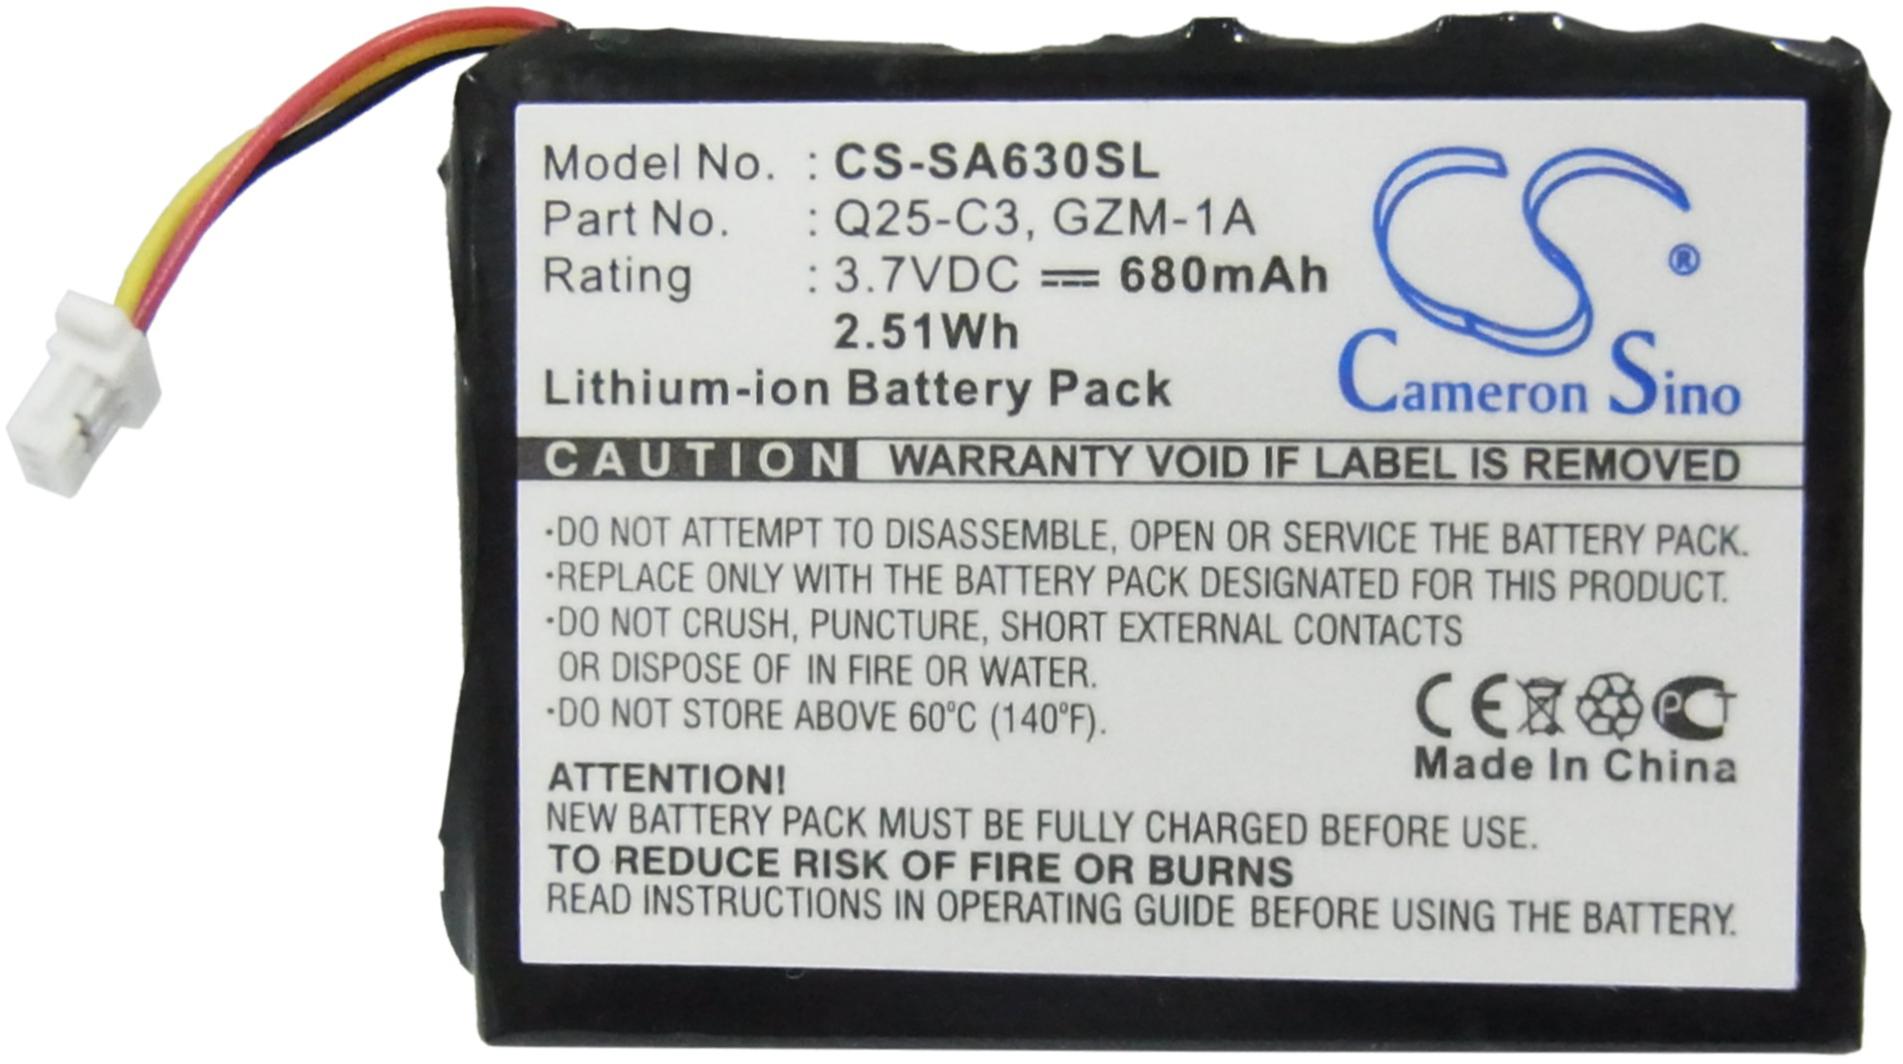 Model No. : CS-SA630SL
Part No. : Q25-C3, GZM-1A
Rating : 3.7VDC 680mAh
2.51Wh
Lithium-ion Battery Pack
CS ®
Cameron Sino
CAUTION WARRANTY VOID IF LABEL IS REMOVED
·DO NOT ATTEMPT TO DISASSEMBLE, OPEN OR SERVICE THE BATTERY PACK.
·REPLACE ONLY WITH THE BATTERY PACK DESIGNATED FOR THIS PRODUCT.
·DO NOT CRUSH, PUNCTURE, SHORT EXTERNAL CONTACTS
OR DISPOSE OF IN FIRE OR WATER.
·DO NOT STORE ABOVE 60°C (140°F).
CE PCT
Made In China
ATTENTION!
NEW BATTERY PACK MUST BE FULLY CHARGED BEFORE USE.
TO REDUCE RISK OF FIRE OR BURNS
READ INSTRUCTIONS IN OPERATING GUIDE BEFORE USING THE BATTERY.